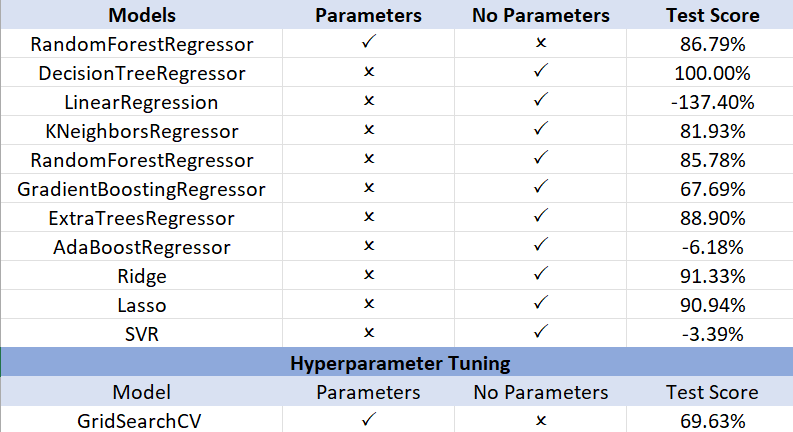 Models Parameters No Parameters Test Score
RandomForestRegressor ✓ × 86.79%
DecisionTreeRegressor × ✓ 100.00%
LinearRegression × ✓ -137.40%
KNeighborsRegressor × ✓ 81.93%
RandomForestRegressor × ✓ 85.78%
GradientBoostingRegressor × ✓ 67.69%
ExtraTreesRegressor × ✓ 88.90%
AdaBoostRegressor × ✓ -6.18%
Ridge × ✓ 91.33%
Lasso × ✓ 90.94%
SVR × ✓ -3.39%
Hyperparameter Tuning
Model Parameters No Parameters Test Score
GridSearchCV ✓ × 69.63%